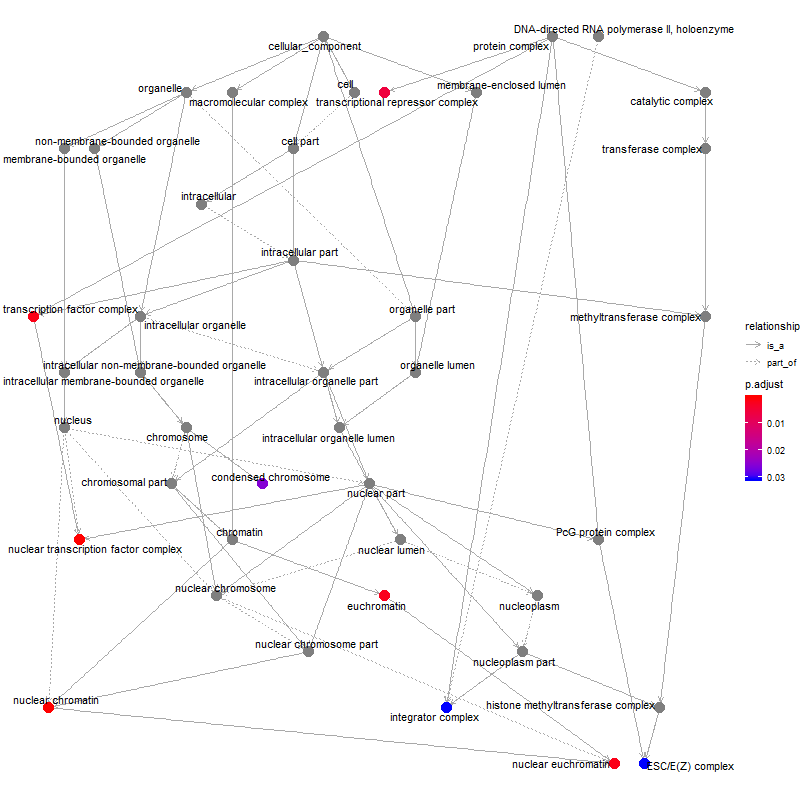 DNA-directed RNA polymerase II, holoenzyme
cellular_component
protein complex
organelle
cell
membrane-enclosed lumen
macromolecular complex
transcriptional repressor complex
catalytic complex
non-membrane-bounded organelle
cell part
transferase complex
membrane-bounded organelle
intracellular
intracellular part
transcription factor complex
organelle part
methyltransferase complex
intracellular organelle
relationship
is_a
part_of
intracellular non-membrane-bounded organelle
organelle lumen
intracellular membrane-bounded organelle
intracellular organelle part
p.adjust
0.01
0.02
0.03
nucleus
chromosome
intracellular organelle lumen
chromosomal part
condensed chromosome
nuclear part
chromatin
PcG protein complex
nuclear transcription factor complex
nuclear lumen
nuclear chromosome
euchromatin
nucleoplasm
nuclear chromosome part
nucleoplasm part
nuclear chromatin
integrator complex
histone methyltransferase complex
nuclear euchromatin
ESC/E(Z) complex